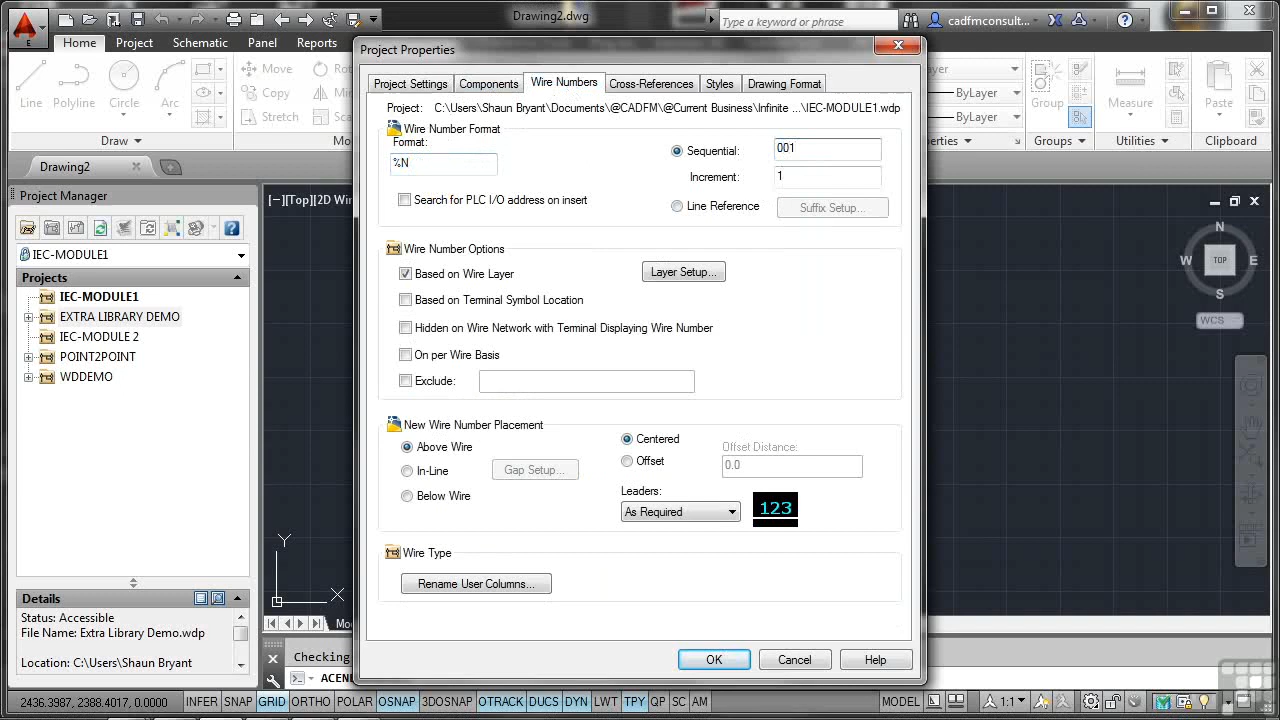 Drawing2.dwg
Type a keyword or phrase
cadfmconsult...
Home
Project
Schematic
Panel
Reports
Line
Polyline
Circle
Arc
Move
Copy
Stretch
Draw
ayer
ByLayer
ByLayer
Group
Measure
Paste
Groups
Utilities
Clipboard
Drawing2
Project Manager
IEC-MODULE1
Projects
IEC-MODULE1
EXTRA LIBRARY DEMO
IEC-MODULE 2
POINT2POINT
WDDEMO
Details
Status: Accessible
File Name: Extra Library Demo.wdp
Location: C:\Users\Shaun Bryant
[−][Top][2D Wir
Project Properties
Project Settings
Components
Wire Numbers
Cross-References
Styles
Drawing Format
Project: C:\Users\Shaun Bryant\Documents\@CADFM\@Current Business\Infinite ...\IEC-MODULE1.wdp
Wire Number Format
Format:
%N
Search for PLC I/O address on insert
Sequential: 001
Increment: 1
Line Reference
Suffix Setup...
Wire Number Options
Based on Wire Layer
Layer Setup...
Based on Terminal Symbol Location
Hidden on Wire Network with Terminal Displaying Wire Number
On per Wire Basis
Exclude:
New Wire Number Placement
Above Wire
In-Line
Gap Setup...
Below Wire
Centered
Offset
Offset Distance:
0.0
Leaders:
As Required
123
Wire Type
Rename User Columns...
OK
Cancel
Help
N
W
TOP
E
S
WCS
Y
X
Mo
Checking
ACEN
2436.3987, 2388.4017, 0.0000
INFER SNAP GRID ORTHO POLAR OSNAP 3DOSNAP OTRACK DUCS DYN LWT TPY QP SC AM
MODEL
1:1